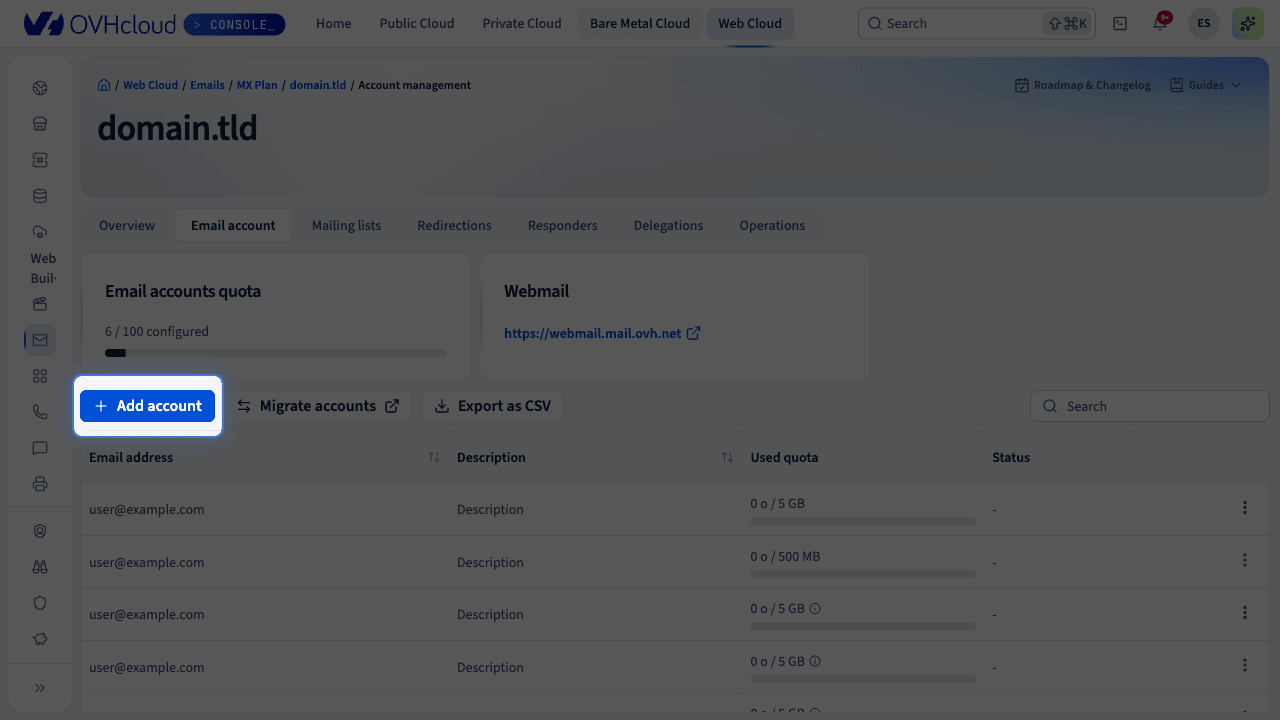 OVHcloud > CONSOLE_ Home Public Cloud Private Cloud Bare Metal Cloud Web Cloud Search ⇧⌘K 9+ ES
/ Web Cloud / Emails / MX Plan / domain.tld / Account management Roadmap & Changelog Guides
domain.tld
Overview Email account Mailing lists Redirections Responders Delegations Operations
Web
Buil
Email accounts quota Webmail
6 / 100 configured https://webmail.mail.ovh.net
Add account Migrate accounts Export as CSV Search
Email address Description Used quota Status
user@example.com Description 0 o / 5 GB -
user@example.com Description 0 o / 500 MB -
user@example.com Description 0 o / 5 GB -
user@example.com Description 0 o / 5 GB -